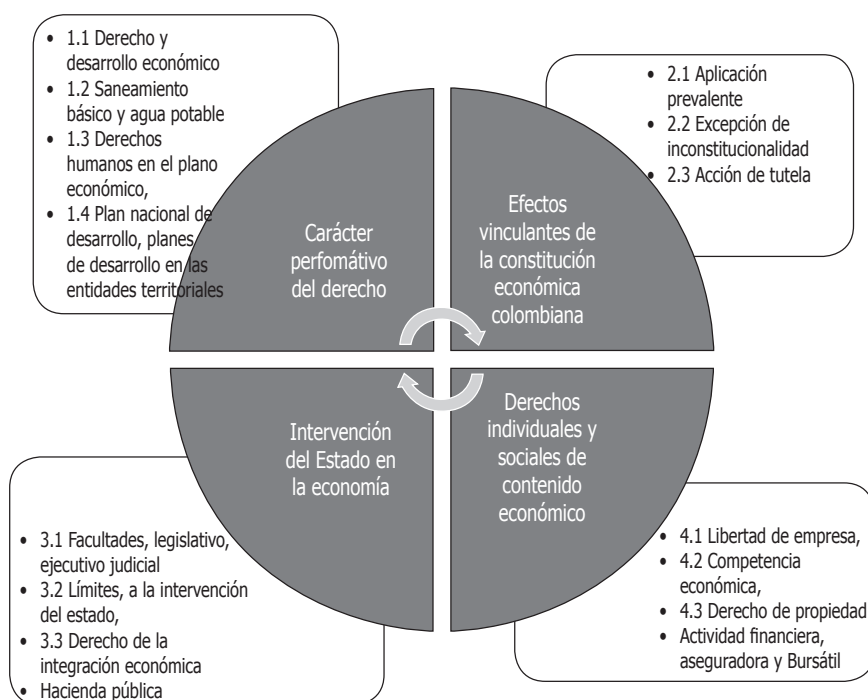 • 1.1 Derecho y
desarrollo económico
• 1.2 Saneamiento
básico y agua potable
• 1.3 Derechos
humanos en el plano
económico,
• 1.4 Plan nacional de
desarrollo, planes
de desarrollo en las
entidades territoriales
Carácter
perfomátivo
del derecho
• 2.1 Aplicación
prevalente
• 2.2 Excepción de
inconstitucionalidad
• 2.3 Acción de tutela
Efectos
vinculantes de
la constitución
económica
colombiana
Intervención
del Estado en
la economía
• 3.1 Facultades, legislativo,
ejecutivo judicial
• 3.2 Límites, a la intervención
del estado,
• 3.3 Derecho de la
integración económica
• Hacienda pública
Derechos
individuales y
sociales de
contenido
económico
• 4.1 Libertad de empresa,
• 4.2 Competencia
económica,
• 4.3 Derecho de propiedad
• Actividad financiera,
aseguradora y Bursátil